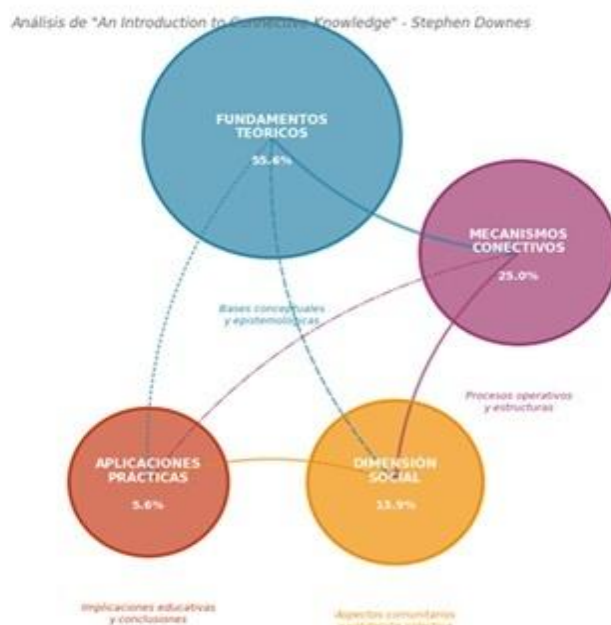 Análisis de "An Introduction to Connective Knowledge" - Stephen Downes
FUNDAMENTOS
TEÓRICOS
55.6%
MECANISMOS
CONECTIVOS
25.0%
Bases conceptuales
y epistemológicas
Procesos operativos
y estructuras
APLICACIONES
PRÁCTICAS
5.6%
DIMENSIÓN
SOCIAL
13.9%
Implicaciones educativas
y conclusiones
Aspectos comunitarios